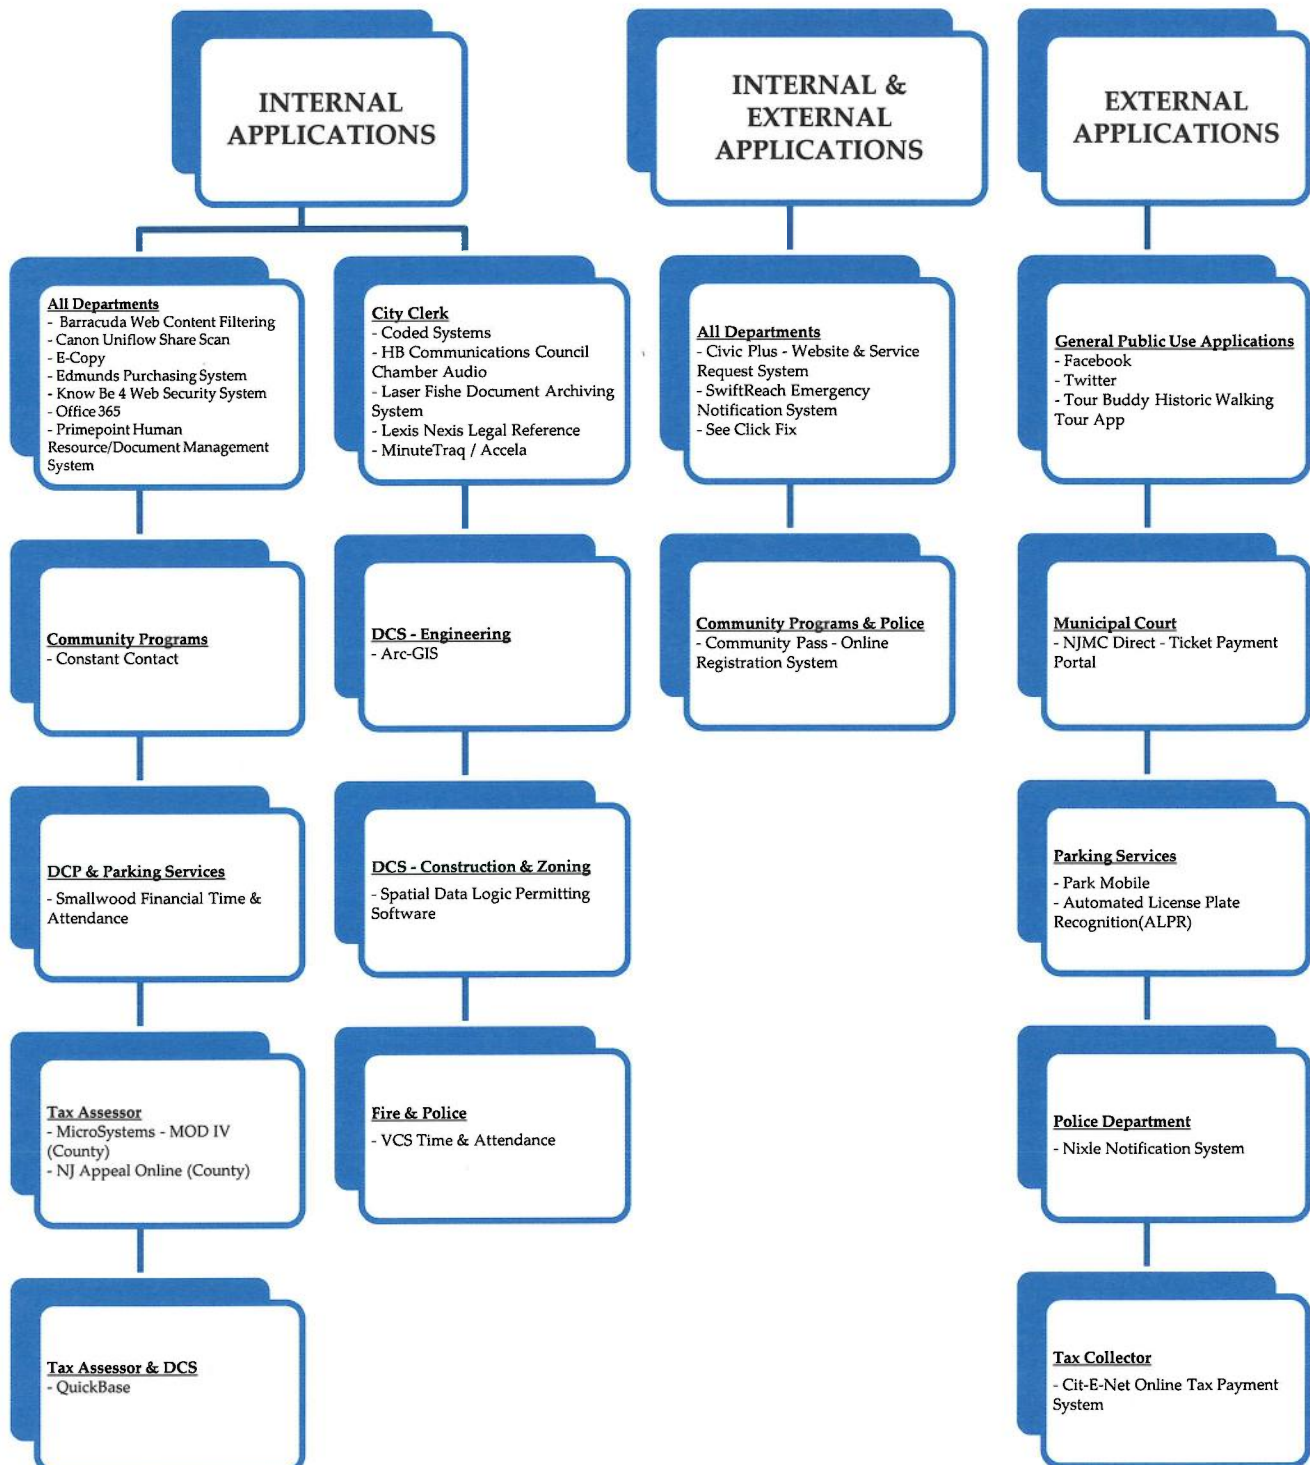 INTERNAL
APPLICATIONS
All Departments
- Barracuda Web Content Filtering
- Canon Uniflow Share Scan
- E-Copy
- Edmunds Purchasing System
- Know Be 4 Web Security System
- Office 365
- Primepoint Human
Resource/Document Management
System
Community Programs
- Constant Contact
DCP & Parking Services
- Smallwood Financial Time &
Attendance
Tax Assessor
- MicroSystems - MOD IV
(County)
- NJ Appeal Online (County)
Tax Assessor & DCS
- QuickBase
City Clerk
- Coded Systems
- HB Communications Council
Chamber Audio
- Laser Fishe Document Archiving
System
- Lexis Nexis Legal Reference
- MinuteTraq / Accela
DCS - Engineering
- Arc-GIS
DCS - Construction & Zoning
- Spatial Data Logic Permitting
Software
Fire & Police
- VCS Time & Attendance
INTERNAL &
EXTERNAL
APPLICATIONS
All Departments
- Civic Plus - Website & Service
Request System
- SwiftReach Emergency
Notification System
- See Click Fix
Community Programs & Police
- Community Pass - Online
Registration System
EXTERNAL
APPLICATIONS
General Public Use Applications
- Facebook
- Twitter
- Tour Buddy Historic Walking
Tour App
Municipal Court
- NJMC Direct - Ticket Payment
Portal
Parking Services
- Park Mobile
- Automated License Plate
Recognition(ALPR)
Police Department
- Nixle Notification System
Tax Collector
- Cit-E-Net Online Tax Payment
System